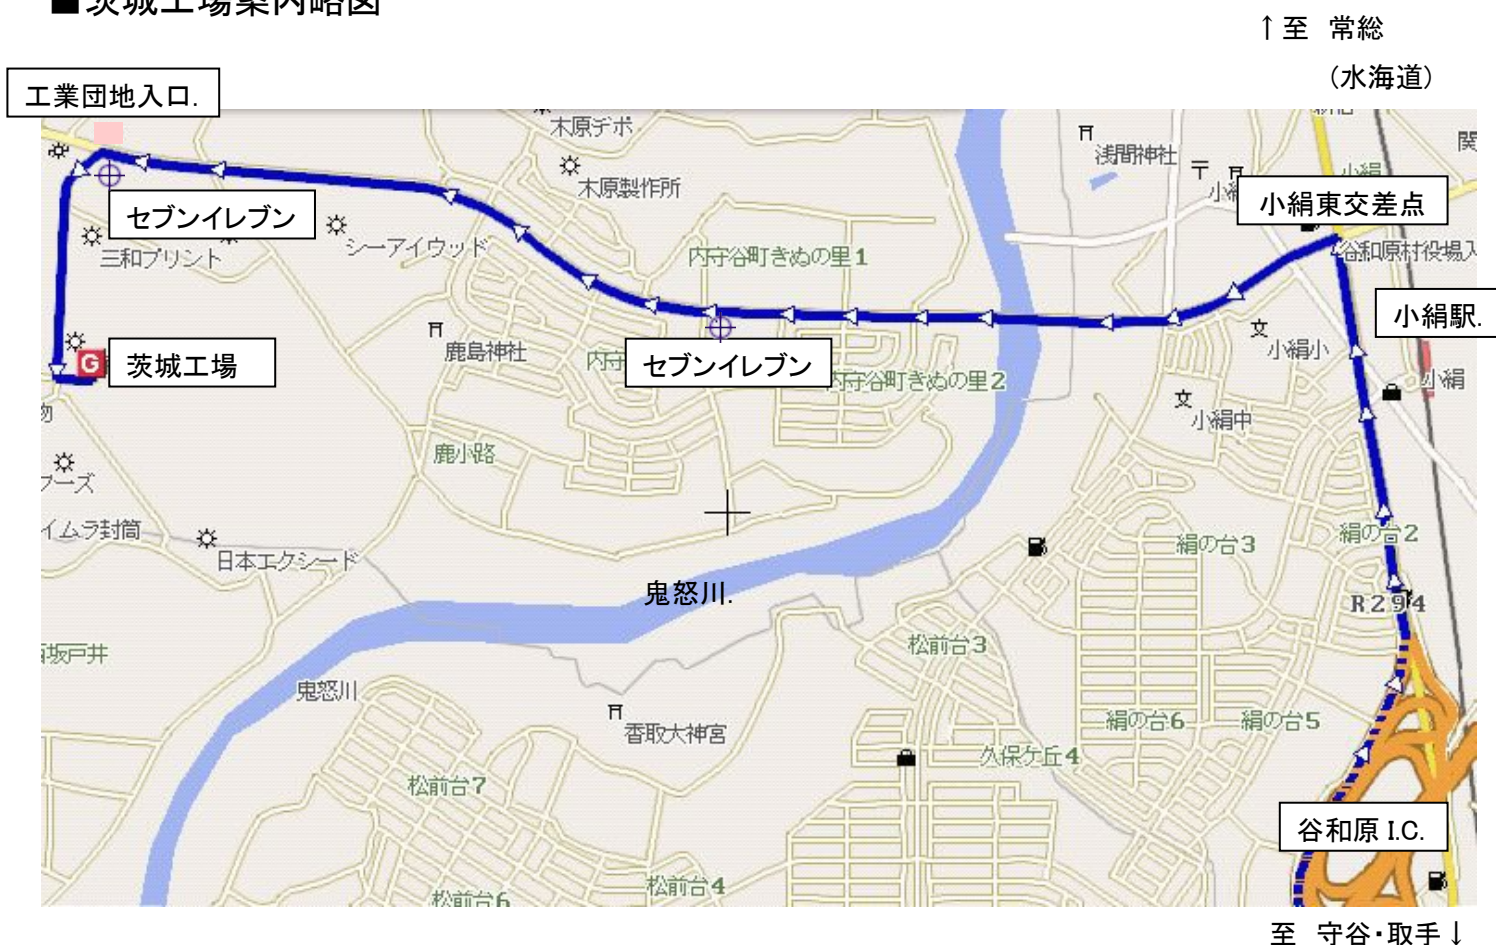 ■茨城工場案内略図
↑至 常総
(水海道)
工業団地入口.
木原デポ
浅間神社
小絹
関
木原製作所
小絹東交差点
セブンイレブン
シーアイウッド
三和プリント
内守谷町きぬの里1
谷和原村役場入
小絹駅.
鹿島神社
茨城工場
G
セブンイレブン
内守谷町きぬの里2
小絹小
小絹
小絹中
鹿小路
フーズ
イムラ封筒
日本エクシード
絹の台3
絹の台2
鬼怒川.
R294
松前台3
坂戸井
鬼怒川
香取大神宮
絹の台6
絹の台5
久保ケ丘4
松前台7
谷和原 I.C.
松前台4
松前台6
至 守谷・取手↓